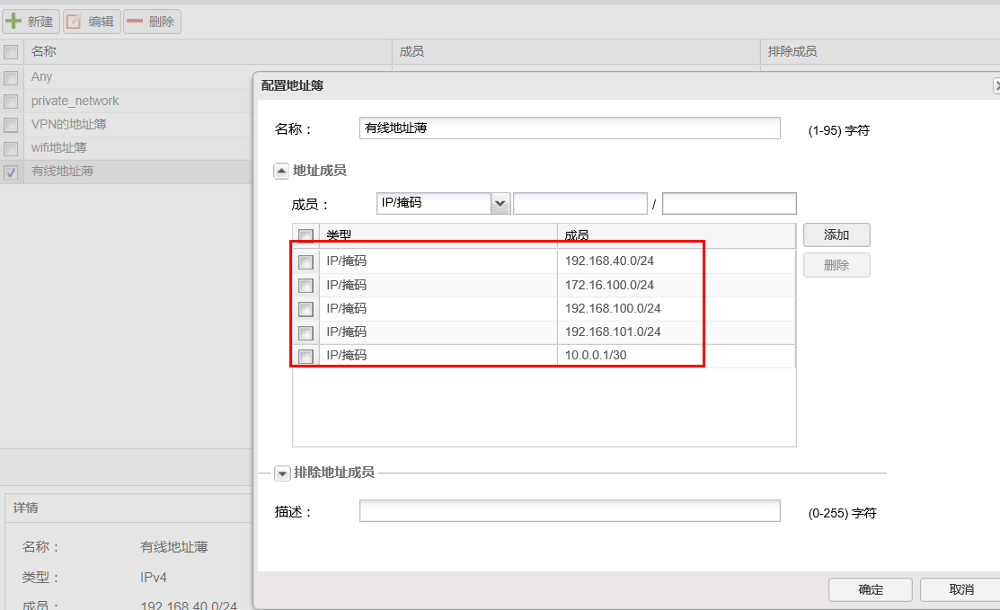 新建 编辑 删除
名称 成员 排除成员
Any
private_network
VPN的地址簿
wifi地址簿
有线地址薄
配置地址簿
名称： 有线地址薄 (1-95) 字符
地址成员
成员： IP/掩码 /
类型 成员 添加
IP/掩码 192.168.40.0/24 删除
IP/掩码 172.16.100.0/24
IP/掩码 192.168.100.0/24
IP/掩码 192.168.101.0/24
IP/掩码 10.0.0.1/30
排除地址成员
描述： (0-255) 字符
详情
名称： 有线地址薄
类型： IPv4
成员： 192.168.40.0/24
确定 取消